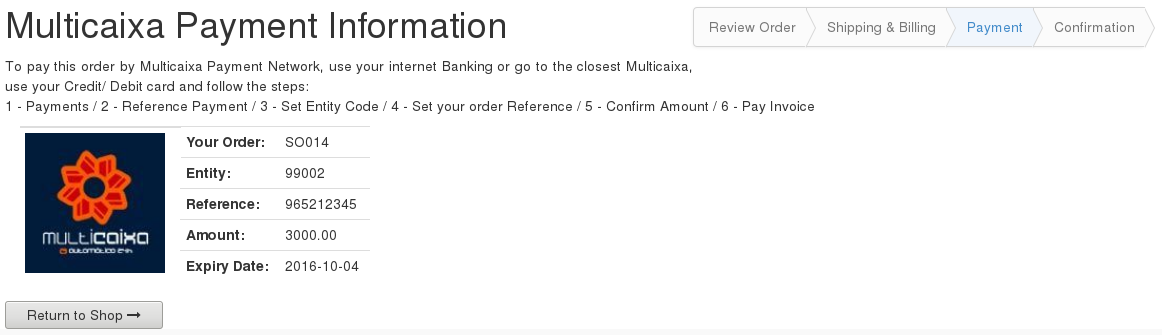 Multicaixa Payment Information
Review Order
Shipping & Billing
Payment
Confirmation
To pay this order by Multicaixa Payment Network, use your internet Banking or go to the closest Multicaixa,
use your Credit/ Debit card and follow the steps:
1 - Payments / 2 - Reference Payment / 3 - Set Entity Code / 4 - Set your order Reference / 5 - Confirm Amount / 6 - Pay Invoice
multicaixa
automático 24h
Your Order: SO014
Entity: 99002
Reference: 965212345
Amount: 3000.00
Expiry Date: 2016-10-04
Return to Shop ➞